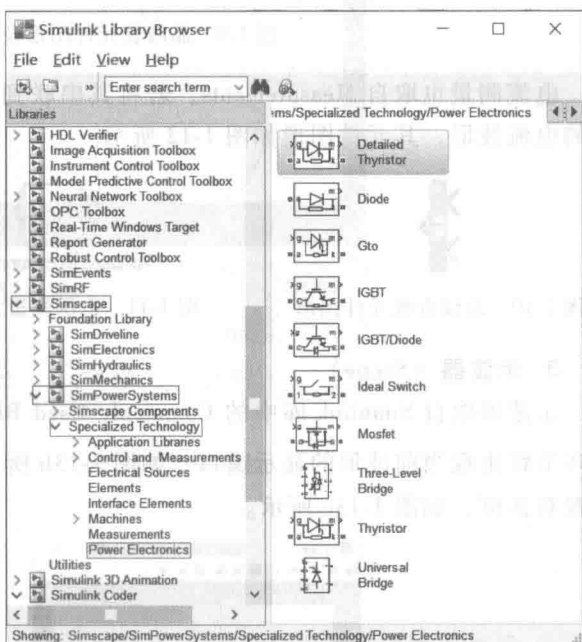 Simulink Library Browser
File Edit View Help
» Enter search term
Libraries
ms/Specialized Technology/Power Electronics
HDL Verifier
Image Acquisition Toolbox
Instrument Control Toolbox
Model Predictive Control Toolbox
Neural Network Toolbox
OPC Toolbox
Real-Time Windows Target
Report Generator
Robust Control Toolbox
SimEvents
SimRF
Simscape
Foundation Library
SimDriveline
SimElectronics
SimHydraulics
SimMechanics
SimPowerSystems
Simscape Components
Specialized Technology
Application Libraries
Control and Measurements
Electrical Sources
Elements
Interface Elements
Machines
Measurements
Power Electronics
Utilities
Simulink 3D Animation
Simulink Coder
Detailed
Thyristor
Diode
Gto
IGBT
IGBT/Diode
Ideal Switch
Mosfet
Three-Level
Bridge
Thyristor
Universal
Bridge
Showing: Simscape/SimPowerSystems/Specialized Technology/Power Electronics